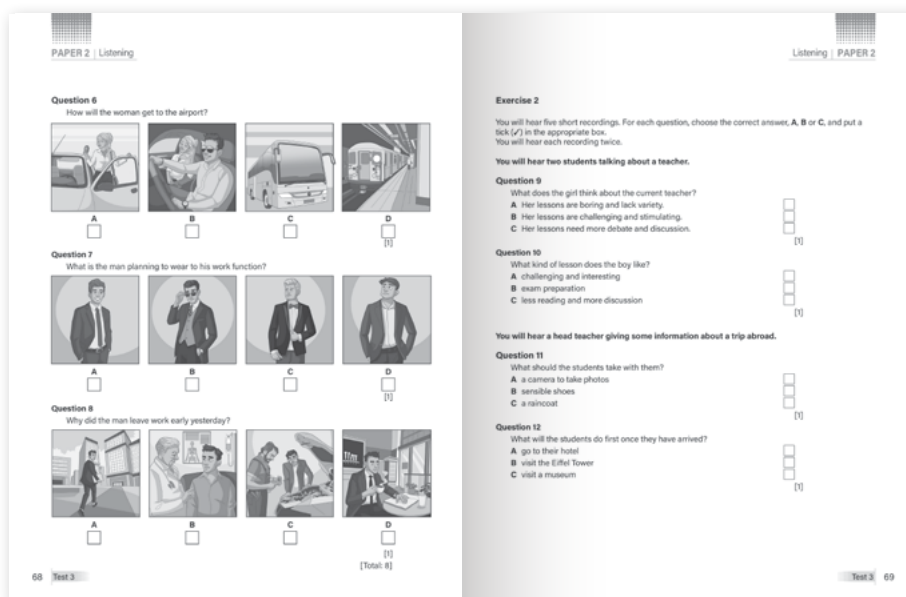 PAPER 2 | Listening
Question 6
How will the woman get to the airport?
A
B
C
D
[1]
Question 7
What is the man planning to wear to his work function?
A
B
C
D
[1]
Question 8
Why did the man leave work early yesterday?
A
B
C
D
[1]
[Total: 8]
68 Test 3
Listening | PAPER 2
Exercise 2
You will hear five short recordings. For each question, choose the correct answer, A, B or C, and put a
tick (✓) in the appropriate box.
You will hear each recording twice.
You will hear two students talking about a teacher.
Question 9
What does the girl think about the current teacher?
A Her lessons are boring and lack variety.
B Her lessons are challenging and stimulating.
C Her lessons need more debate and discussion.
[1]
Question 10
What kind of lesson does the boy like?
A challenging and interesting
B exam preparation
C less reading and more discussion
[1]
You will hear a head teacher giving some information about a trip abroad.
Question 11
What should the students take with them?
A a camera to take photos
B sensible shoes
C a raincoat
[1]
Question 12
What will the students do first once they have arrived?
A go to their hotel
B visit the Eiffel Tower
C visit a museum
[1]
Test 3 69